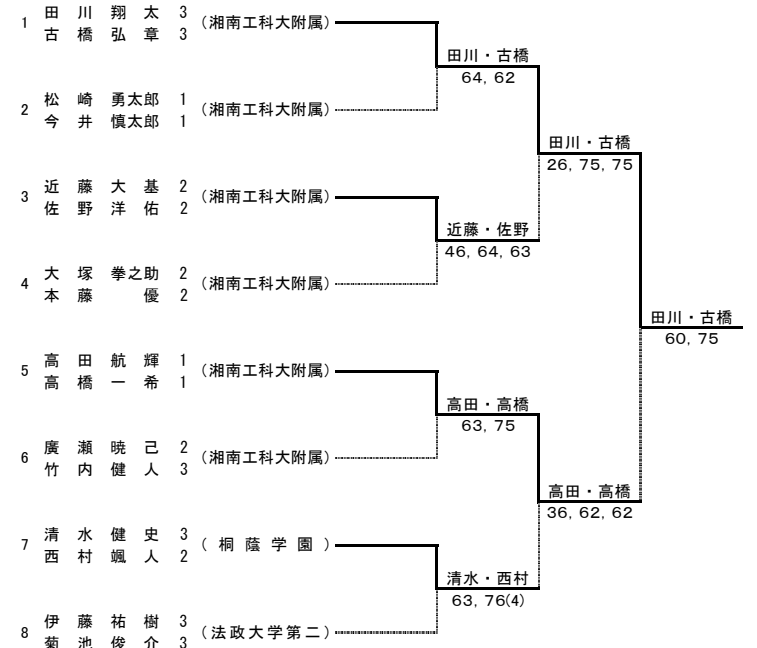 田 川 翔 太 3
1 (湘南工科大附属)
古 橋 弘 章 3
田川・古橋
64, 62
松 崎 勇太郎 1
2 (湘南工科大附属)
今 井 慎太郎 1
田川・古橋
26, 75, 75
近 藤 大 基 2
3 (湘南工科大附属)
佐 野 洋 佑 2
近藤・佐野
46, 64, 63
大 塚 拳之助 2
4 (湘南工科大附属)
本 藤 優 2
田川・古橋
60, 75
高 田 航 輝 1
5 (湘南工科大附属)
高 橋 一 希 1
高田・高橋
63, 75
廣 瀬 暁 己 2
6 (湘南工科大附属)
竹 内 健 人 3
高田・高橋
36, 62, 62
清 水 健 史 3
7 ( 桐 蔭 学 園 )
西 村 颯 人 2
清水・西村
63, 76(4)
伊 藤 祐 樹 3
8 (法政大学第二)
菊 池 俊 介 3